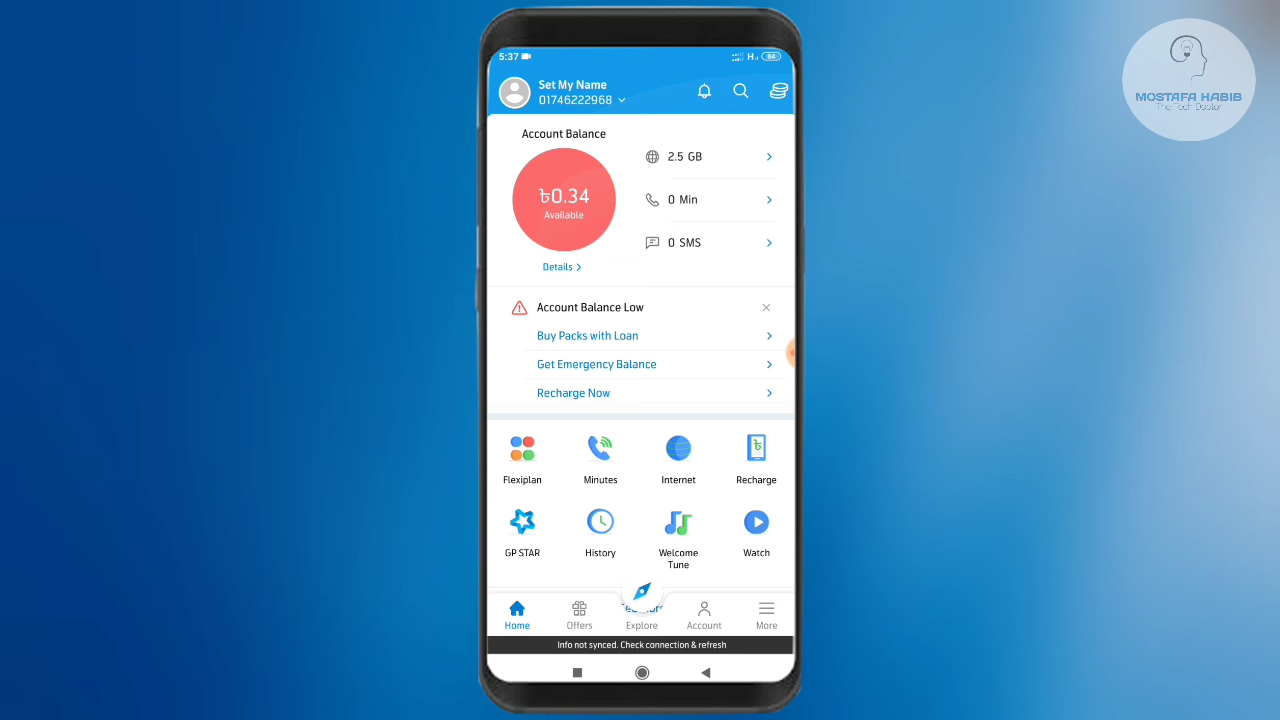 5:37
H
84
Set My Name
01746222968
Account Balance
৳0.34
Available
Details
2.5 GB
0 Min
0 SMS
Account Balance Low
Buy Packs with Loan
Get Emergency Balance
Recharge Now
Flexiplan
Minutes
Internet
Recharge
৳
GP STAR
History
Welcome
Tune
Watch
Home
Offers
Explore
Account
More
Info not synced. Check connection & refresh
MOSTAFA HABIB
The Tech Doctor